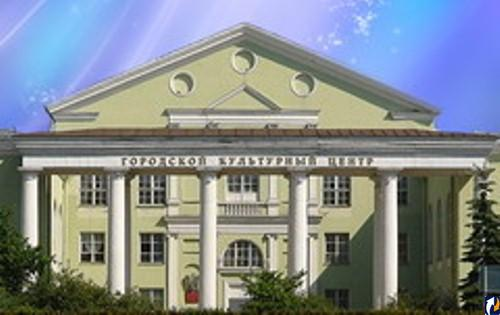 ГОРОДСКОЙ КУЛЬТУРНЫЙ ЦЕНТР